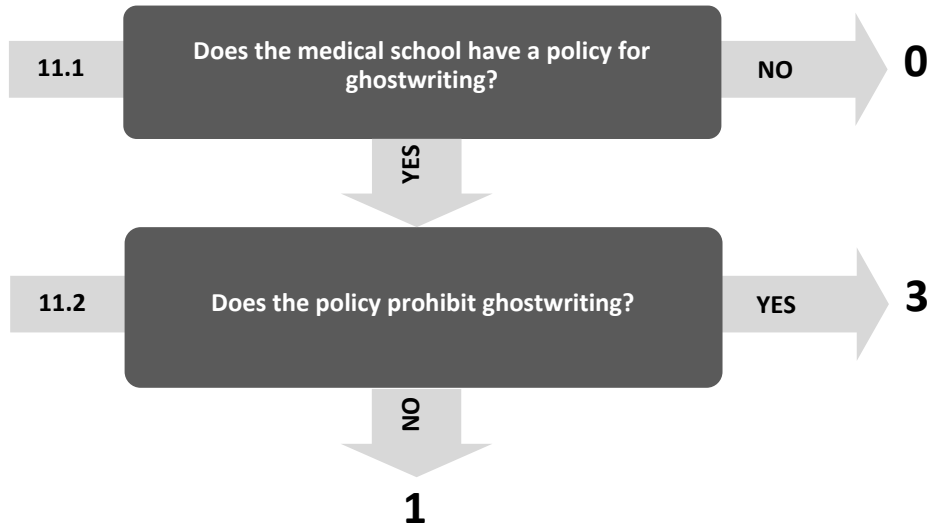 11.1
Does the medical school have a policy for
ghostwriting?
NO
0
YES
11.2
Does the policy prohibit ghostwriting?
YES
3
NO
1